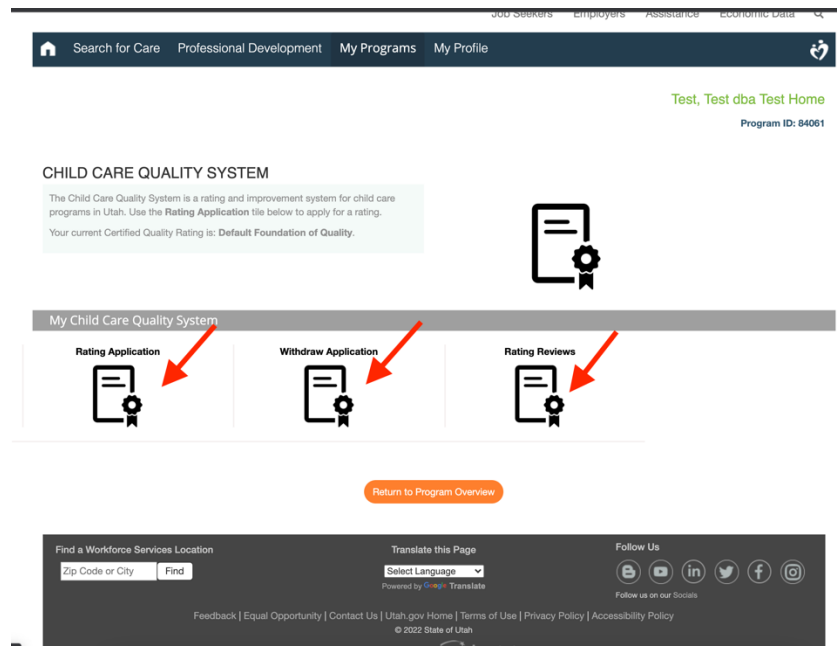 Job Seekers Employers Assistance Economic Data
Search for Care Professional Development My Programs My Profile
Test, Test dba Test Home
Program ID: 84061
CHILD CARE QUALITY SYSTEM
The Child Care Quality System is a rating and improvement system for child care
programs in Utah. Use the Rating Application tile below to apply for a rating.
Your current Certified Quality Rating is: Default Foundation of Quality.
My Child Care Quality System
Rating Application Withdraw Application Rating Reviews
Return to Program Overview
Find a Workforce Services Location Translate this Page Follow Us
Zip Code or City Find Select Language
Powered by Google Translate
Follow us on our Socials
Feedback | Equal Opportunity | Contact Us | Utah.gov Home | Terms of Use | Privacy Policy | Accessibility Policy
© 2022 State of Utah